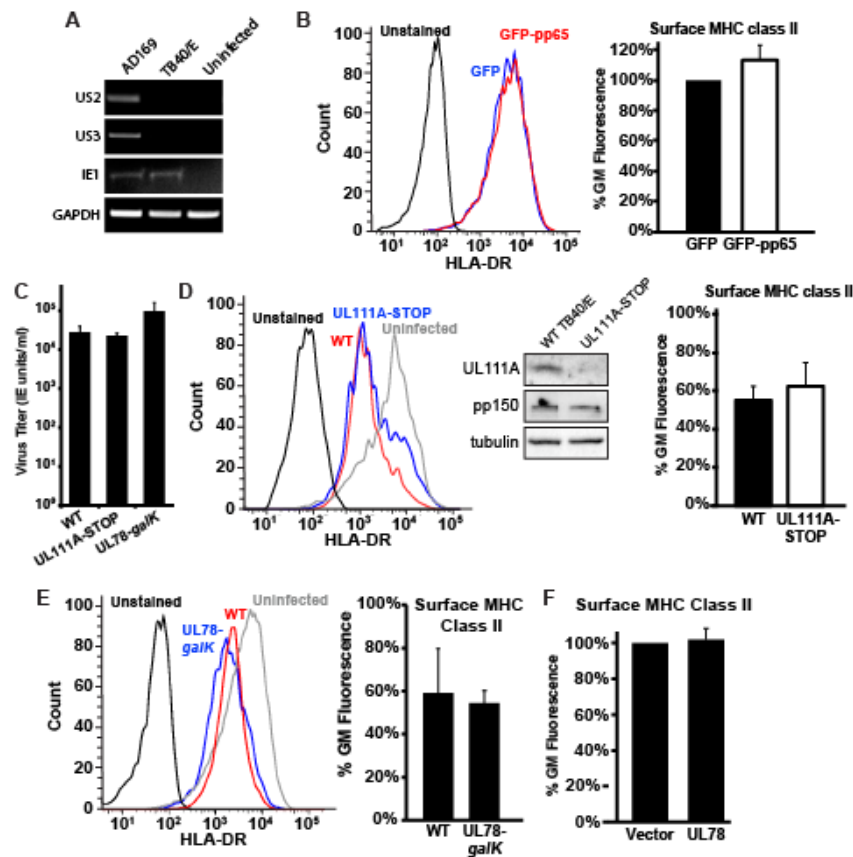 A
AD169
TB40/E
Uninfected
US2
US3
IE1
GAPDH
B
Unstained
GFP-pp65
GFP
Count
100
80
60
40
20
0
10¹ 10² 10³ 10⁴ 10⁵
HLA-DR
Surface MHC class II
% GM Fluorescence
120%
100%
80%
60%
40%
20%
0%
GFP GFP-pp65
C
Virus Titer (IE units/ml)
10⁵
10⁴
10³
10²
10¹
10⁰
WT
UL111A-STOP
UL78-galK
D
UL111A-STOP
Unstained
Uninfected
WT
Count
100
80
60
40
20
0
10¹ 10² 10³ 10⁴ 10⁵
HLA-DR
WT TB40/E
UL111A-STOP
UL111A
pp150
tubulin
Surface MHC class II
% GM Fluorescence
100%
80%
60%
40%
20%
0%
WT UL111A-
STOP
E
Unstained
WT
Uninfected
UL78-
galK
Count
100
80
60
40
20
0
10¹ 10² 10³ 10⁴ 10⁵
HLA-DR
Surface MHC
Class II
% GM Fluorescence
100%
80%
60%
40%
20%
0%
WT UL78-
galK
F
Surface MHC Class II
% GM Fluorescence
100%
80%
60%
40%
20%
0%
Vector UL78